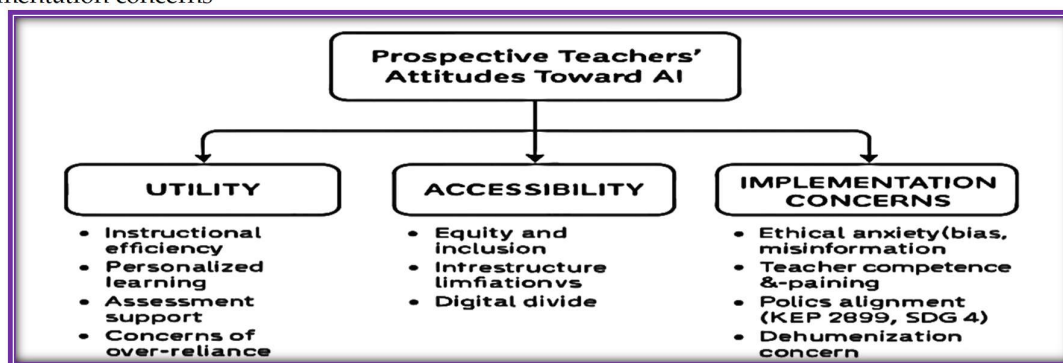 mentation concerns
Prospective Teachers'
Attitudes Toward AI
UTILITY
• Instructional
efficiency
• Personalized
learning
• Assessment
support
• Concerns of
over-reliance
ACCESSIBILITY
• Equity and
inclusion
• Intrestructure
limfiationvs
• Digital divide
IMPLEMENTATION
CONCERNS
• Ethical anxiety(bias,
misinformation
• Teacher competence
&-paining
• Polics alignment
(KEP 2899, SDG 4)
• Dehumenization
concern